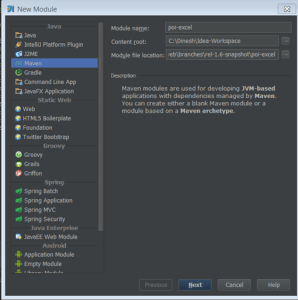 New Module
Java
Java
IntelliJ Platform Plugin
J2ME
Maven
Gradle
Command Line App
JavaFX Application
Static Web
Web
HTML5 Boilerplate
Foundation
Twitter Bootstrap
Groovy
Groovy
Grails
Griffon
Spring
Spring Batch
Spring Application
Spring MVC
Spring Security
Java Enterprise
JavaEE Web Module
Android
Application Module
Empty Module
Library Module
Module name: poi-excel
Content root: C:\Dinesh\Idea-Workspace
Module file location: eb\branches\rel-1.6-snapshot\poi-excel
Description
Maven modules are used for developing JVM-based
applications with dependencies managed by Maven.
You can create either a blank Maven module or a
module based on a Maven archetype.
Previous Next Cancel Help